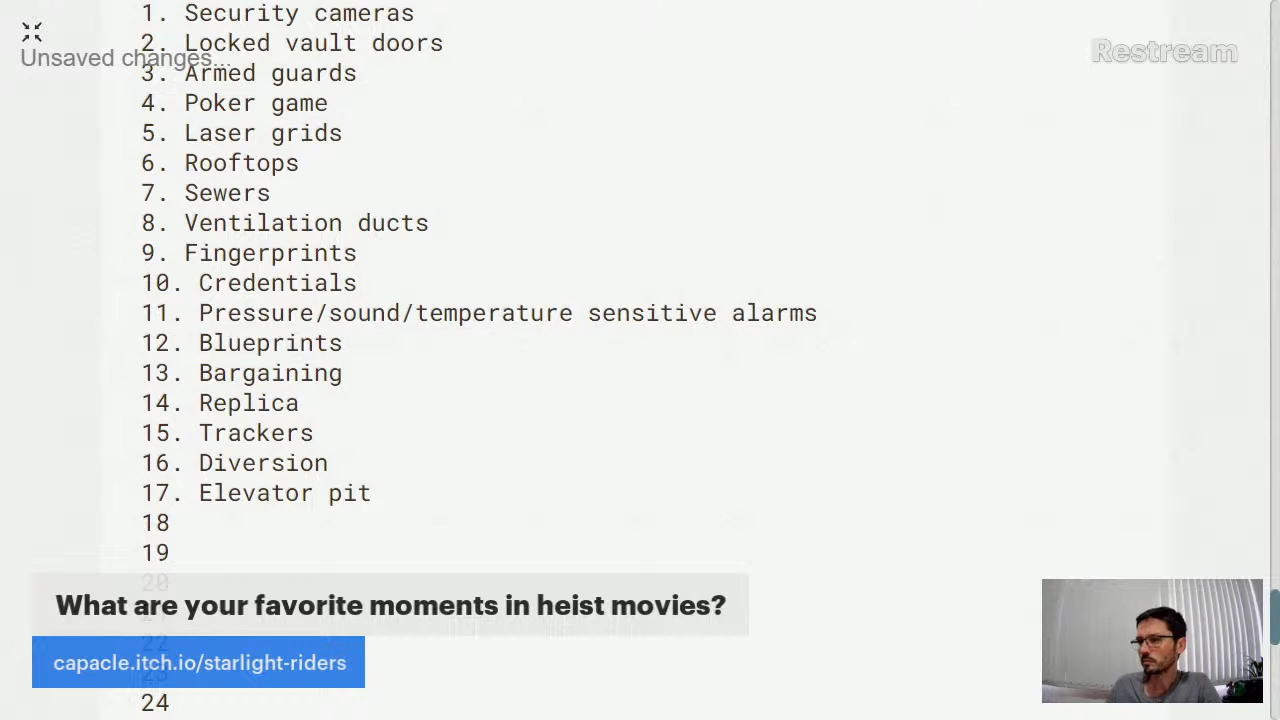 1. Security cameras
2. Locked vault doors
Unsaved changes...
Restream
3. Armed guards
4. Poker game
5. Laser grids
6. Rooftops
7. Sewers
8. Ventilation ducts
9. Fingerprints
10. Credentials
11. Pressure/sound/temperature sensitive alarms
12. Blueprints
13. Bargaining
14. Replica
15. Trackers
16. Diversion
17. Elevator pit
18
19
20
What are your favorite moments in heist movies?
22
capacle.itch.io/starlight-riders
23
24